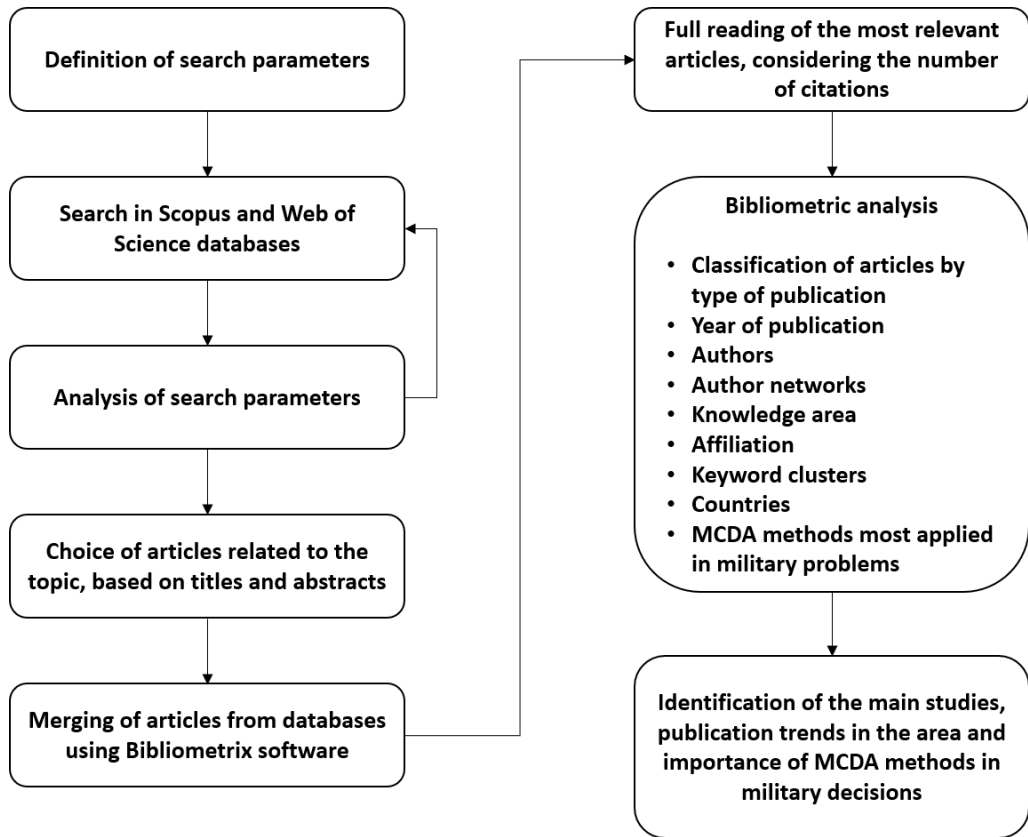 Definition of search parameters
Search in Scopus and Web of
Science databases
Analysis of search parameters
Choice of articles related to the
topic, based on titles and abstracts
Merging of articles from databases
using Bibliometrix software
Full reading of the most relevant
articles, considering the number
of citations
Bibliometric analysis
• Classification of articles by
type of publication
• Year of publication
• Authors
• Author networks
• Knowledge area
• Affiliation
• Keyword clusters
• Countries
• MCDA methods most applied
in military problems
Identification of the main studies,
publication trends in the area and
importance of MCDA methods in
military decisions